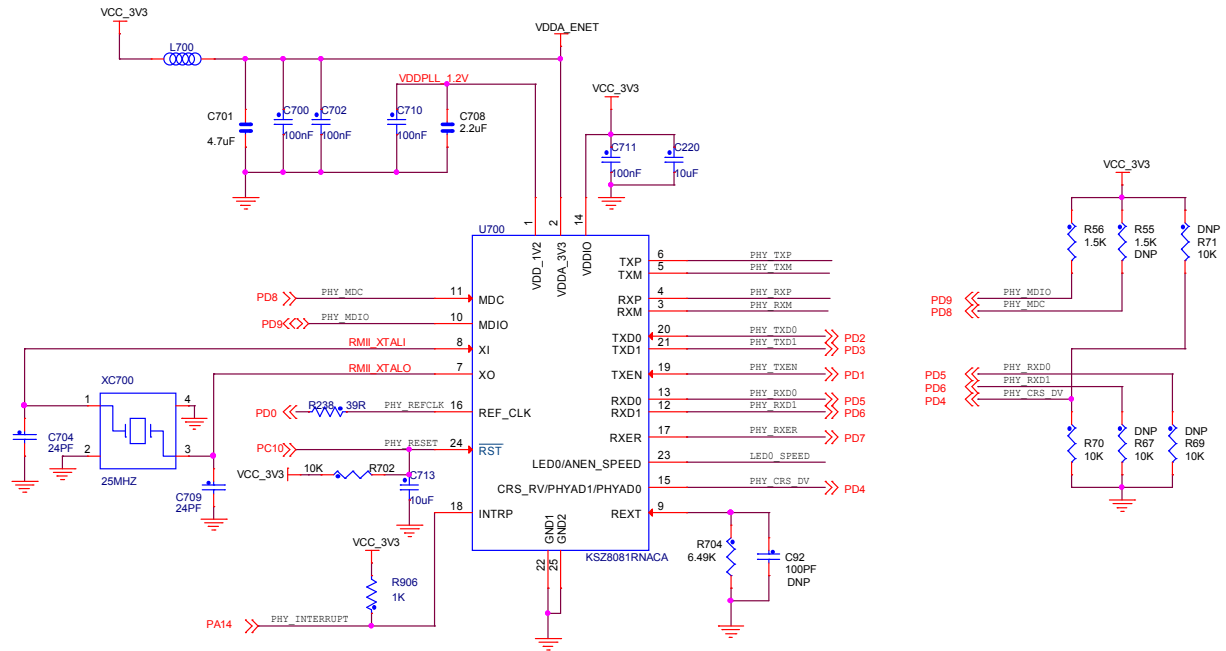 VCC_3V3
L700
VDDA_ENET
VDDPLL_1.2V
C701
4.7uF
C700
100nF
C702
100nF
C710
100nF
C708
2.2uF
VCC_3V3
C711
100nF
C220
10uF
U700
1
2
14
VDD_1V2
VDDA_3V3
VDDIO
PD8
PHY_MDC
11
MDC
PD9
PHY_MDIO
10
MDIO
RMII_XTALI
8
XI
RMII_XTALO
7
XO
XC700
1
4
2
3
25MHZ
C704
24PF
C709
24PF
PD0
R238
39R
PHY_REFCLK
16
REF_CLK
PC10
PHY_RESET
24
RST
VCC_3V3
10K
R702
C713
10uF
18
INTRP
VCC_3V3
R906
1K
PA14
PHY_INTERRUPT
TXP
6
PHY_TXP
TXM
5
PHY_TXM
RXP
4
PHY_RXP
RXM
3
PHY_RXM
TXD0
20
PHY_TXD0
PD2
TXD1
21
PHY_TXD1
PD3
TXEN
19
PHY_TXEN
PD1
RXD0
13
PHY_RXD0
PD5
RXD1
12
PHY_RXD1
PD6
RXER
17
PHY_RXER
PD7
LED0/ANEN_SPEED
23
LED0_SPEED
CRS_RV/PHYAD1/PHYAD0
15
PHY_CRS_DV
PD4
REXT
9
GND1
GND2
22
25
KSZ8081RNACA
R704
6.49K
C92
100PF
DNP
VCC_3V3
R56
1.5K
R55
1.5K
DNP
DNP
R71
10K
PD9
PHY_MDIO
PD8
PHY_MDC
PD5
PHY_RXD0
PD6
PHY_RXD1
PD4
PHY_CRS_DV
R70
10K
DNP
R67
10K
DNP
R69
10K